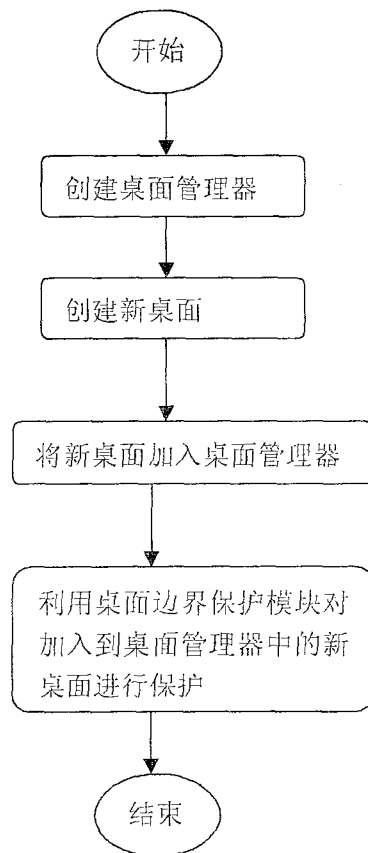 开始
创建桌面管理器
创建新桌面
将新桌面加入桌面管理器
利用桌面边界保护模块对
加入到桌面管理器中的新
桌面进行保护
结束